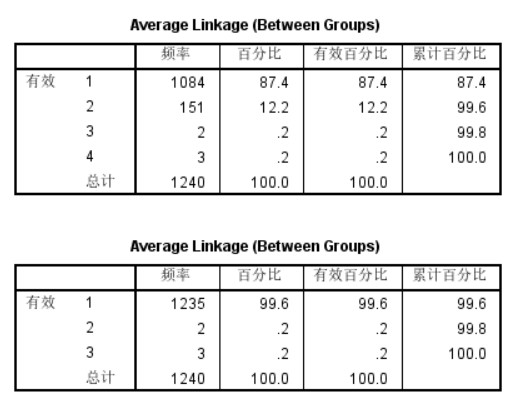 Average Linkage (Between Groups)
频率 百分比 有效百分比 累计百分比
有效 1 1084 87.4 87.4 87.4
2 151 12.2 12.2 99.6
3 2 .2 .2 99.8
4 3 .2 .2 100.0
总计 1240 100.0 100.0
Average Linkage (Between Groups)
频率 百分比 有效百分比 累计百分比
有效 1 1235 99.6 99.6 99.6
2 2 .2 .2 99.8
3 3 .2 .2 100.0
总计 1240 100.0 100.0